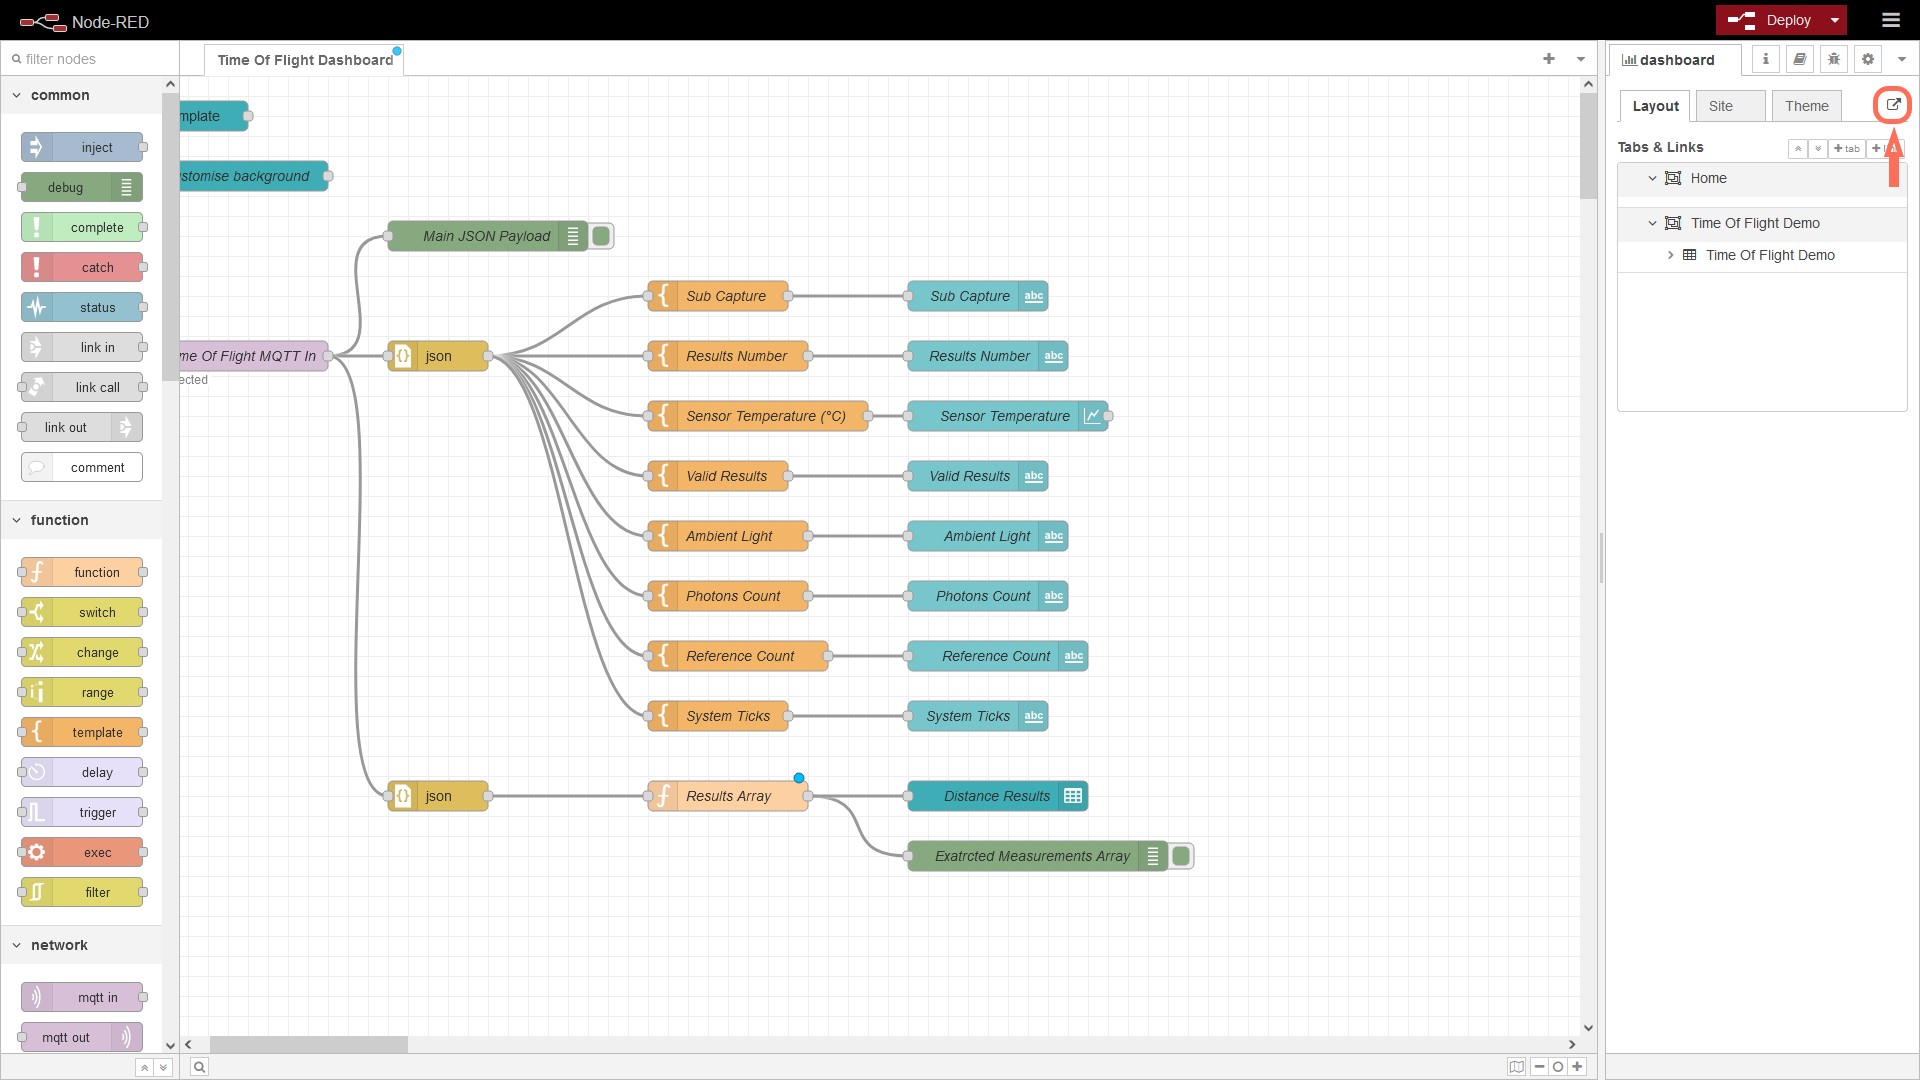 Node-RED
Deploy
filter nodes
Time Of Flight Dashboard
dashboard
common
inject
debug
complete
catch
status
link in
link call
link out
comment
function
function
switch
change
range
template
delay
trigger
exec
filter
network
mqtt in
mqtt out
mplate
stomise background
Main JSON Payload
me Of Flight MQTT In
ected
json
Sub Capture
Sub Capture abc
Results Number
Results Number abc
Sensor Temperature (°C)
Sensor Temperature
Valid Results
Valid Results abc
Ambient Light
Ambient Light abc
Photons Count
Photons Count abc
Reference Count
Reference Count abc
System Ticks
System Ticks abc
json
Results Array
Distance Results
Exatrcted Measurements Array
Layout
Site
Theme
Tabs & Links
+ tab
+
Home
Time Of Flight Demo
Time Of Flight Demo